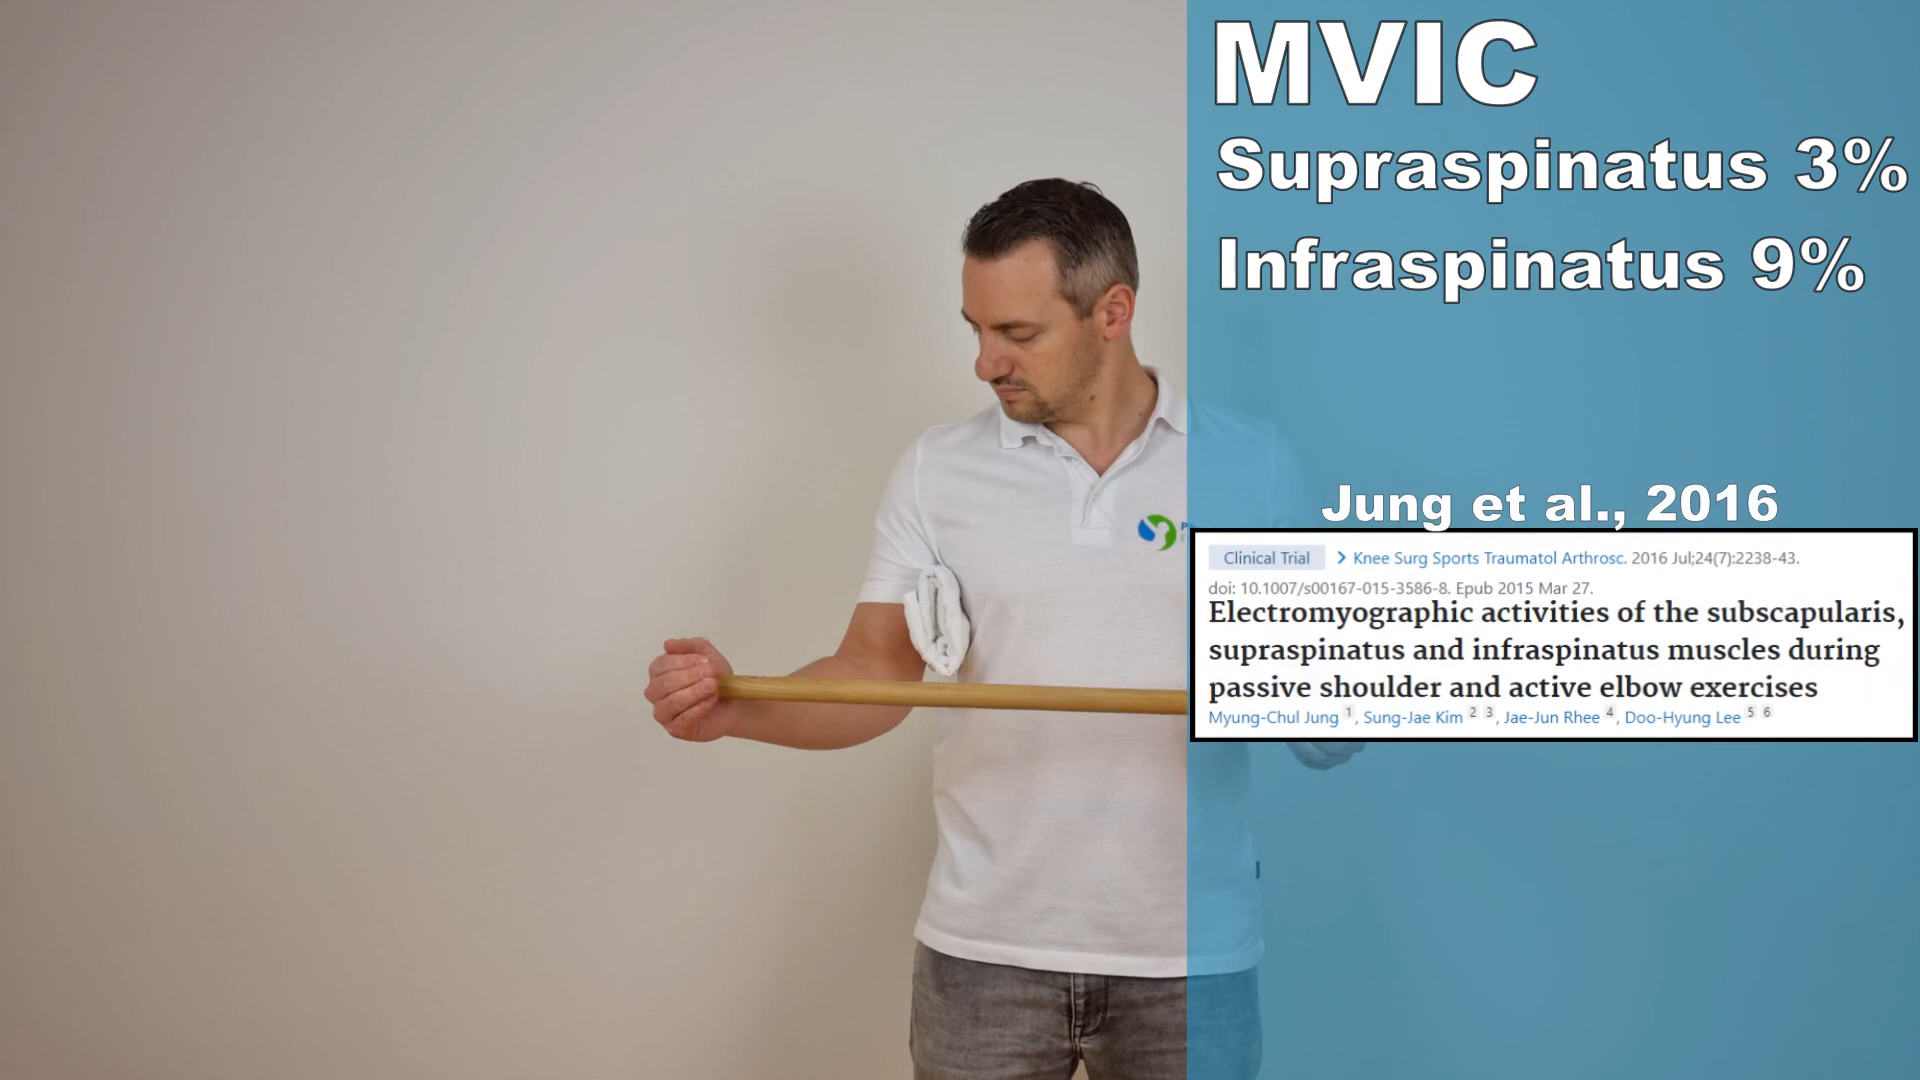 MVIC
Supraspinatus 3%
Infraspinatus 9%
Jung et al., 2016
Clinical Trial > Knee Surg Sports Traumatol Arthrosc. 2016 Jul;24(7):2238-43.
doi: 10.1007/s00167-015-3586-8. Epub 2015 Mar 27.
Electromyographic activities of the subscapularis,
supraspinatus and infraspinatus muscles during
passive shoulder and active elbow exercises
Myung-Chul Jung 1, Sung-Jae Kim 2 3, Jae-Jun Rhee 4, Doo-Hyung Lee 5 6